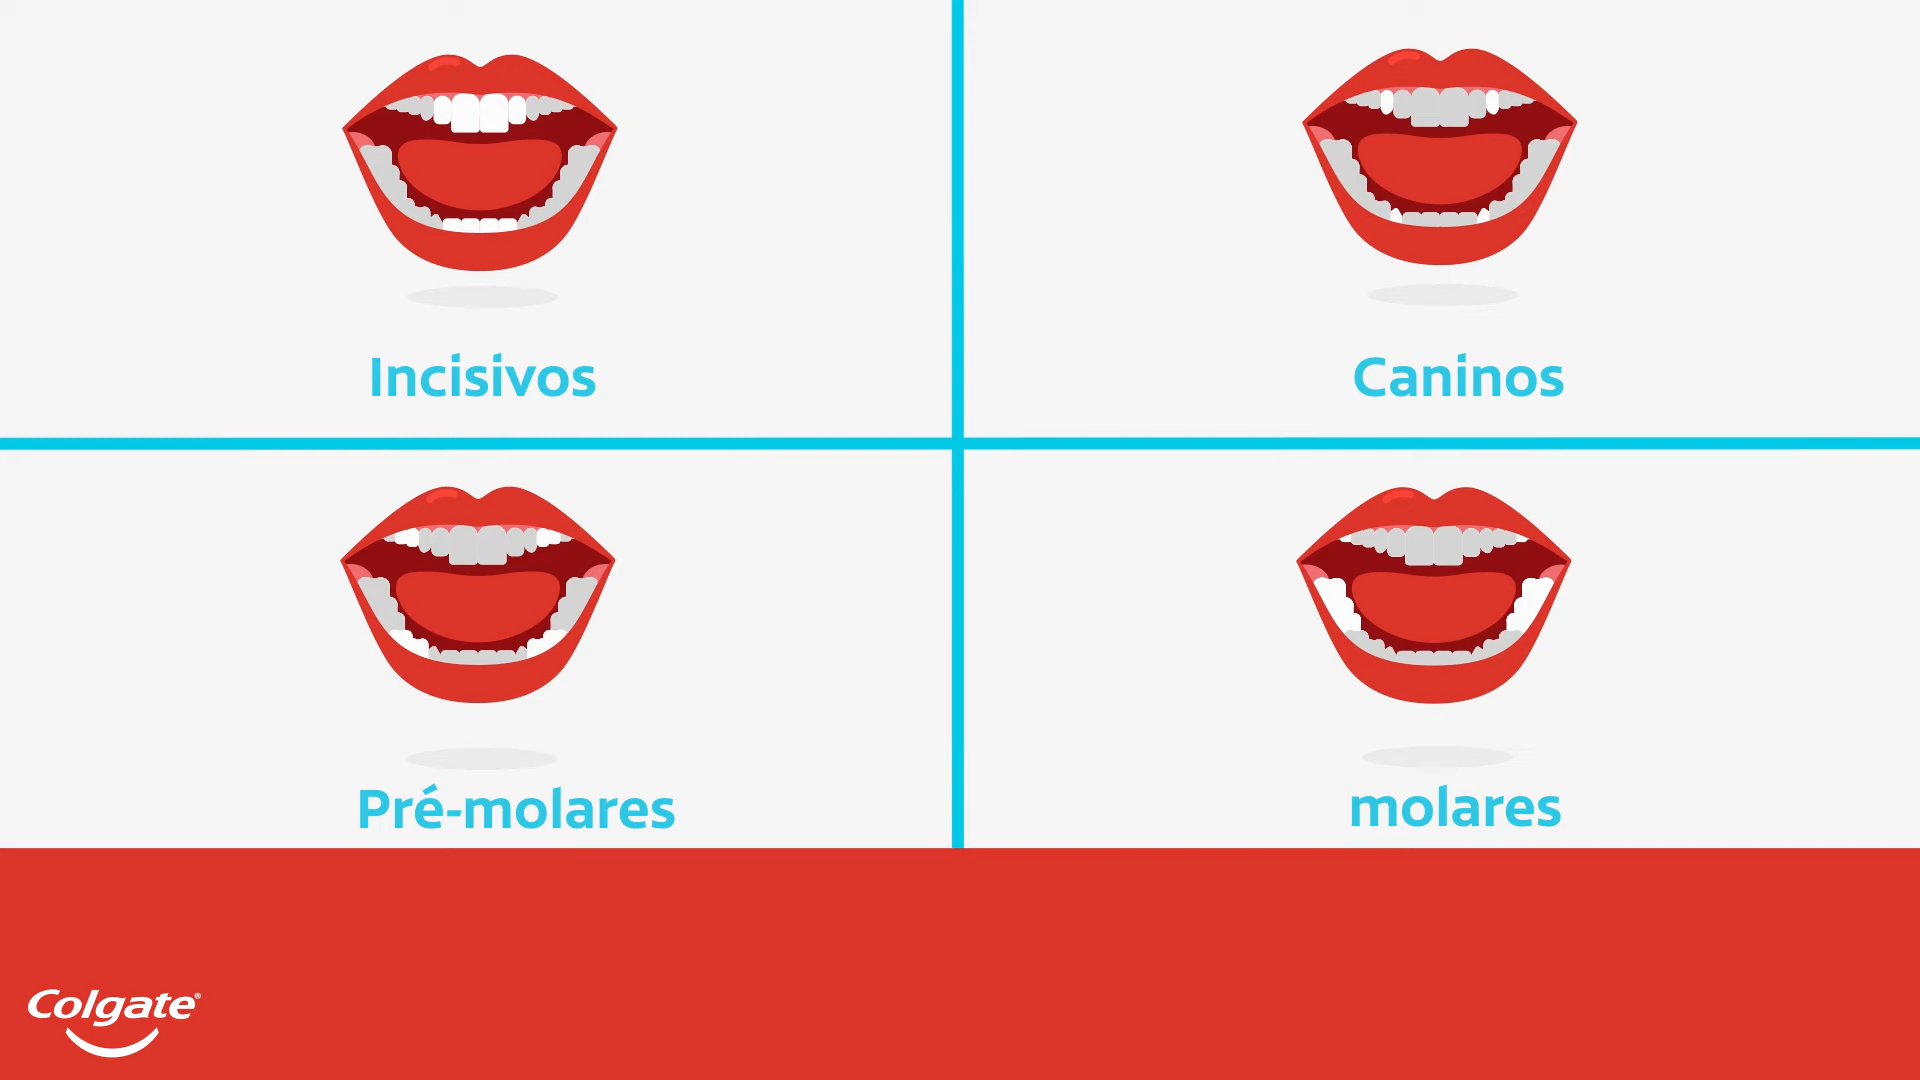 Incisivos
Caninos
Pré-molares
molares
Colgate®